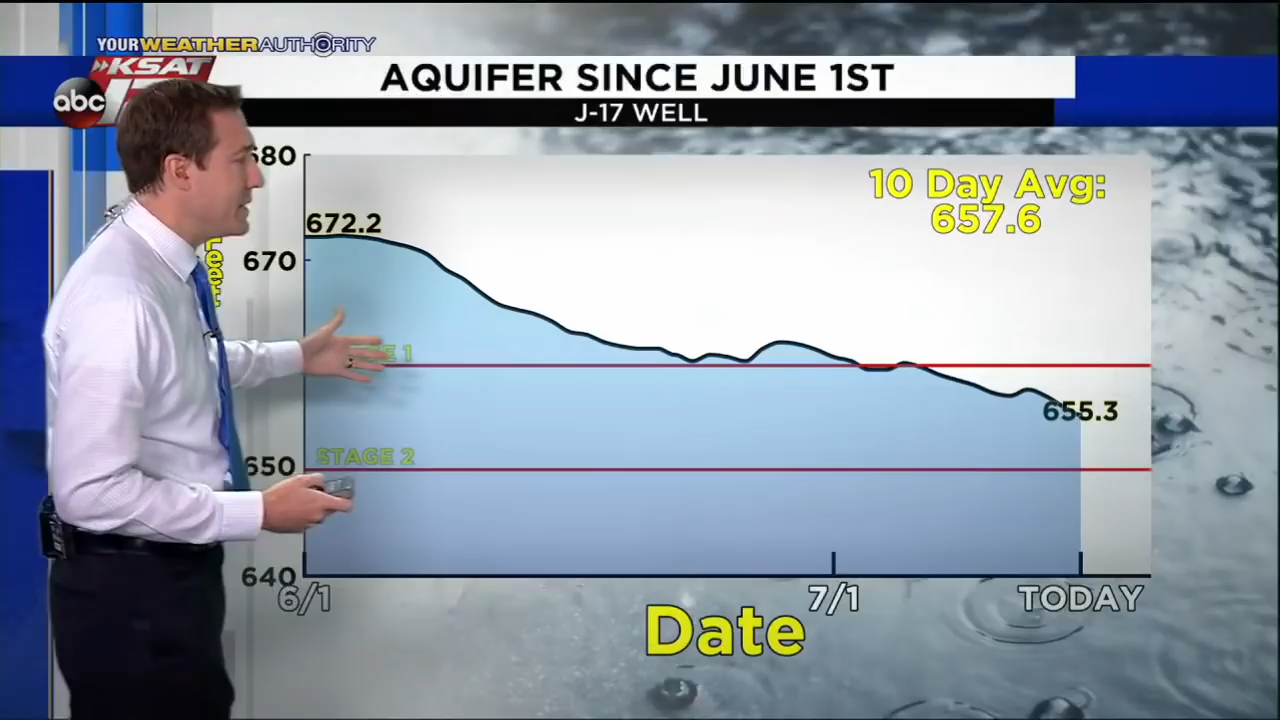 YOUR WEATHER AUTHORITY
KSAT
abc
AQUIFER SINCE JUNE 1ST
J-17 WELL
680
10 Day Avg:
657.6
672.2
670
STAGE 2
655.3
650
640
6/1
7/1
TODAY
Date